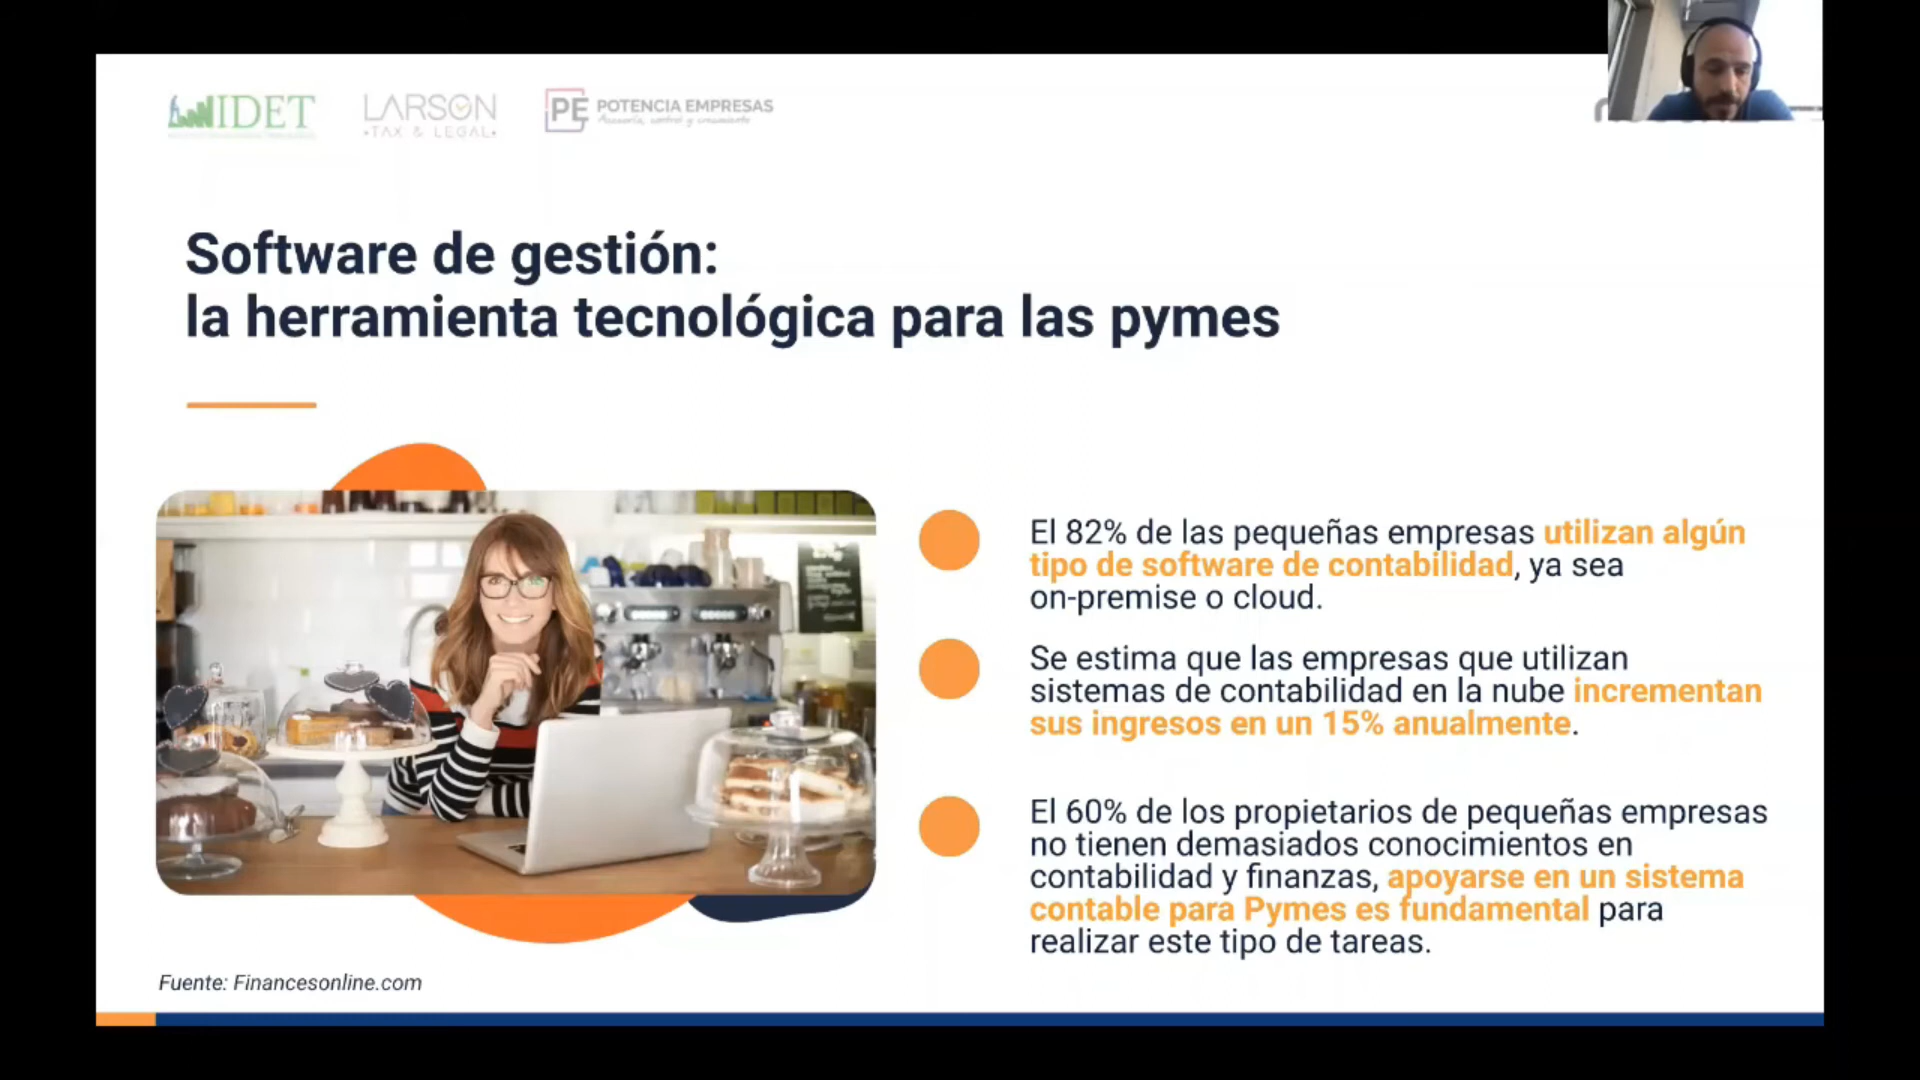 IDET
LARSON
• TAX & LEGAL •
PE POTENCIA EMPRESAS
Asesoría, control y crecimiento
Software de gestión:
la herramienta tecnológica para las pymes
El 82% de las pequeñas empresas utilizan algún
tipo de software de contabilidad, ya sea
on-premise o cloud.
Se estima que las empresas que utilizan
sistemas de contabilidad en la nube incrementan
sus ingresos en un 15% anualmente.
El 60% de los propietarios de pequeñas empresas
no tienen demasiados conocimientos en
contabilidad y finanzas, apoyarse en un sistema
contable para Pymes es fundamental para
realizar este tipo de tareas.
Fuente: Financesonline.com